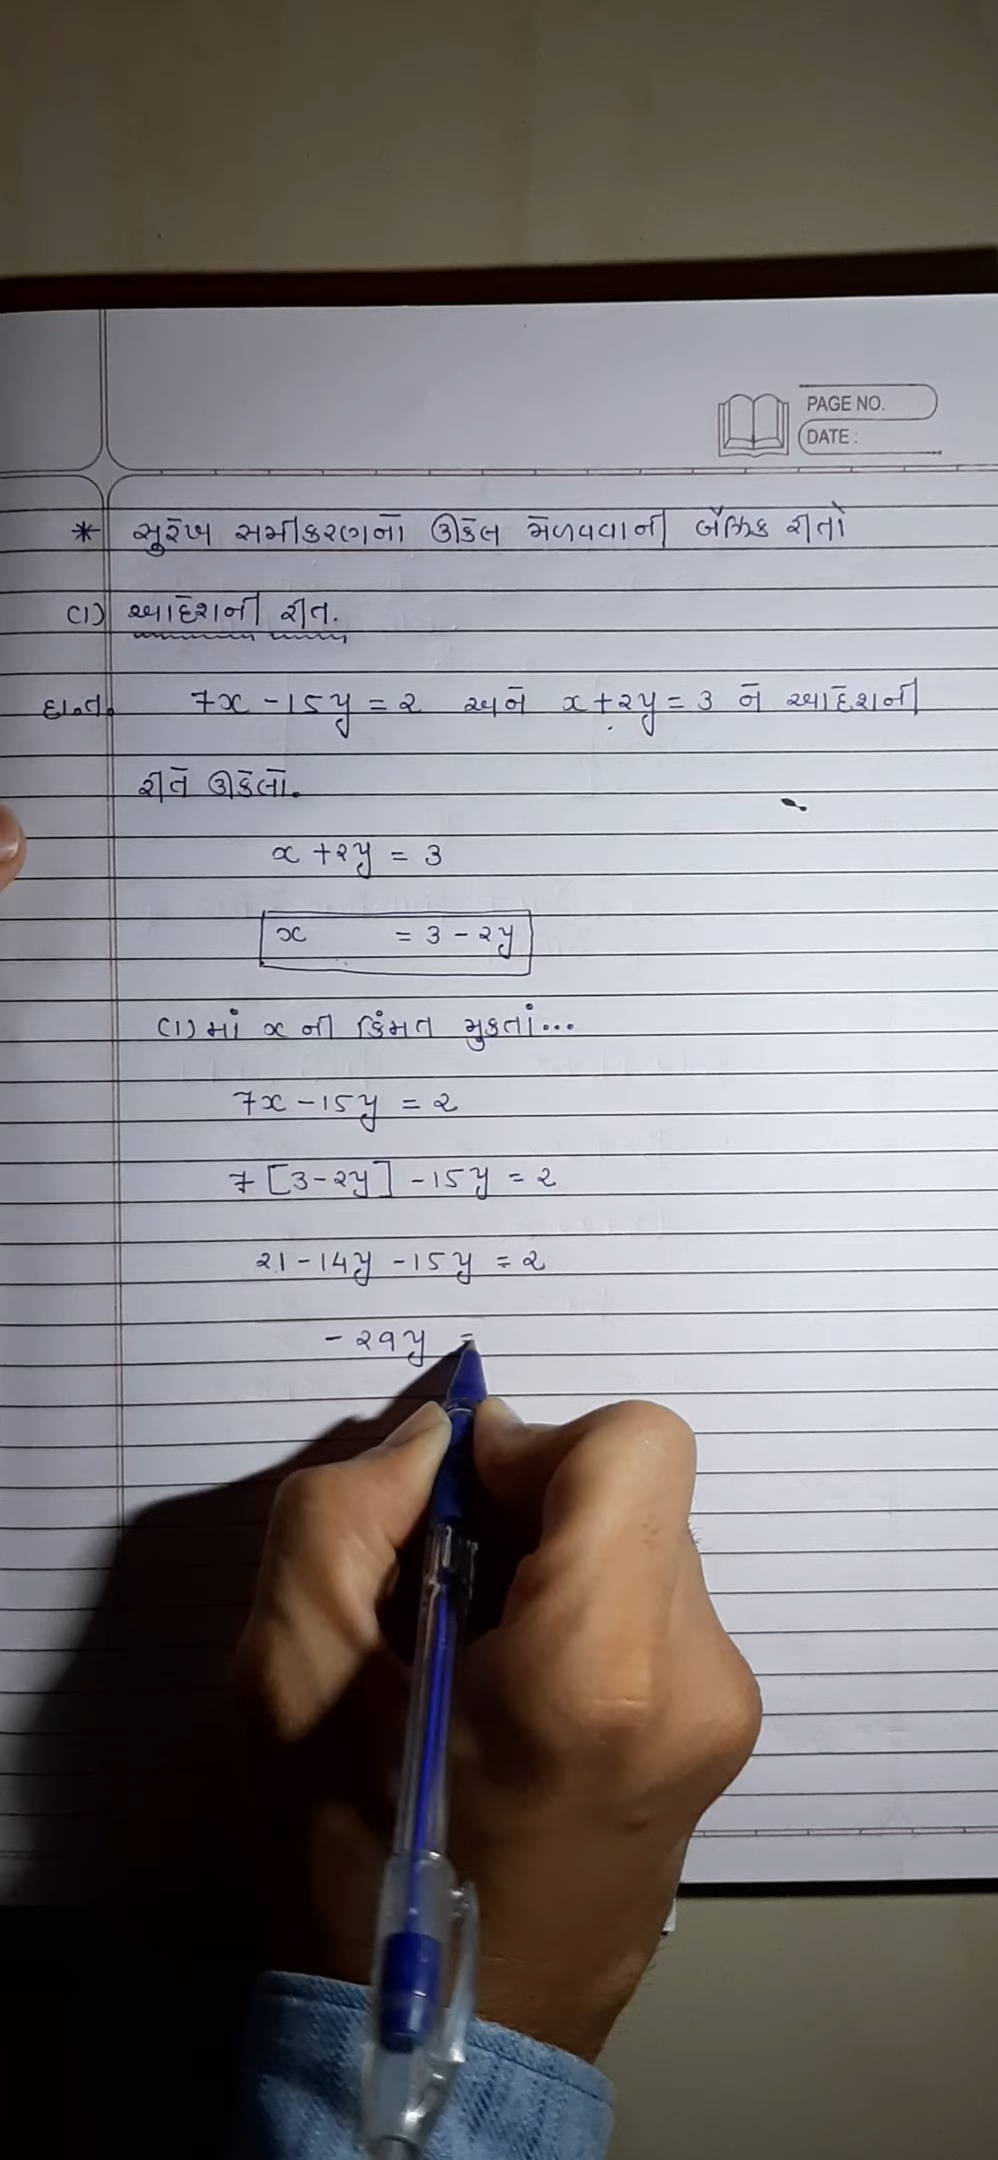 PAGE NO.
DATE :
* સુરેખ સમીકરણનો ઉકેલ મેળવવાની બૈજિક રીતો
(1) આદેશની રીત.
દા.ત. 7x - 15y = 2 અને x + 2y = 3 ને આદેશની
રીતે ઉકેલો.
x + 2y = 3
x = 3 - 2y
(1) માં x ની કિંમત મુકતાં...
7x - 15y = 2
7 [3 - 2y] - 15y = 2
21 - 14y - 15y = 2
- 29y =